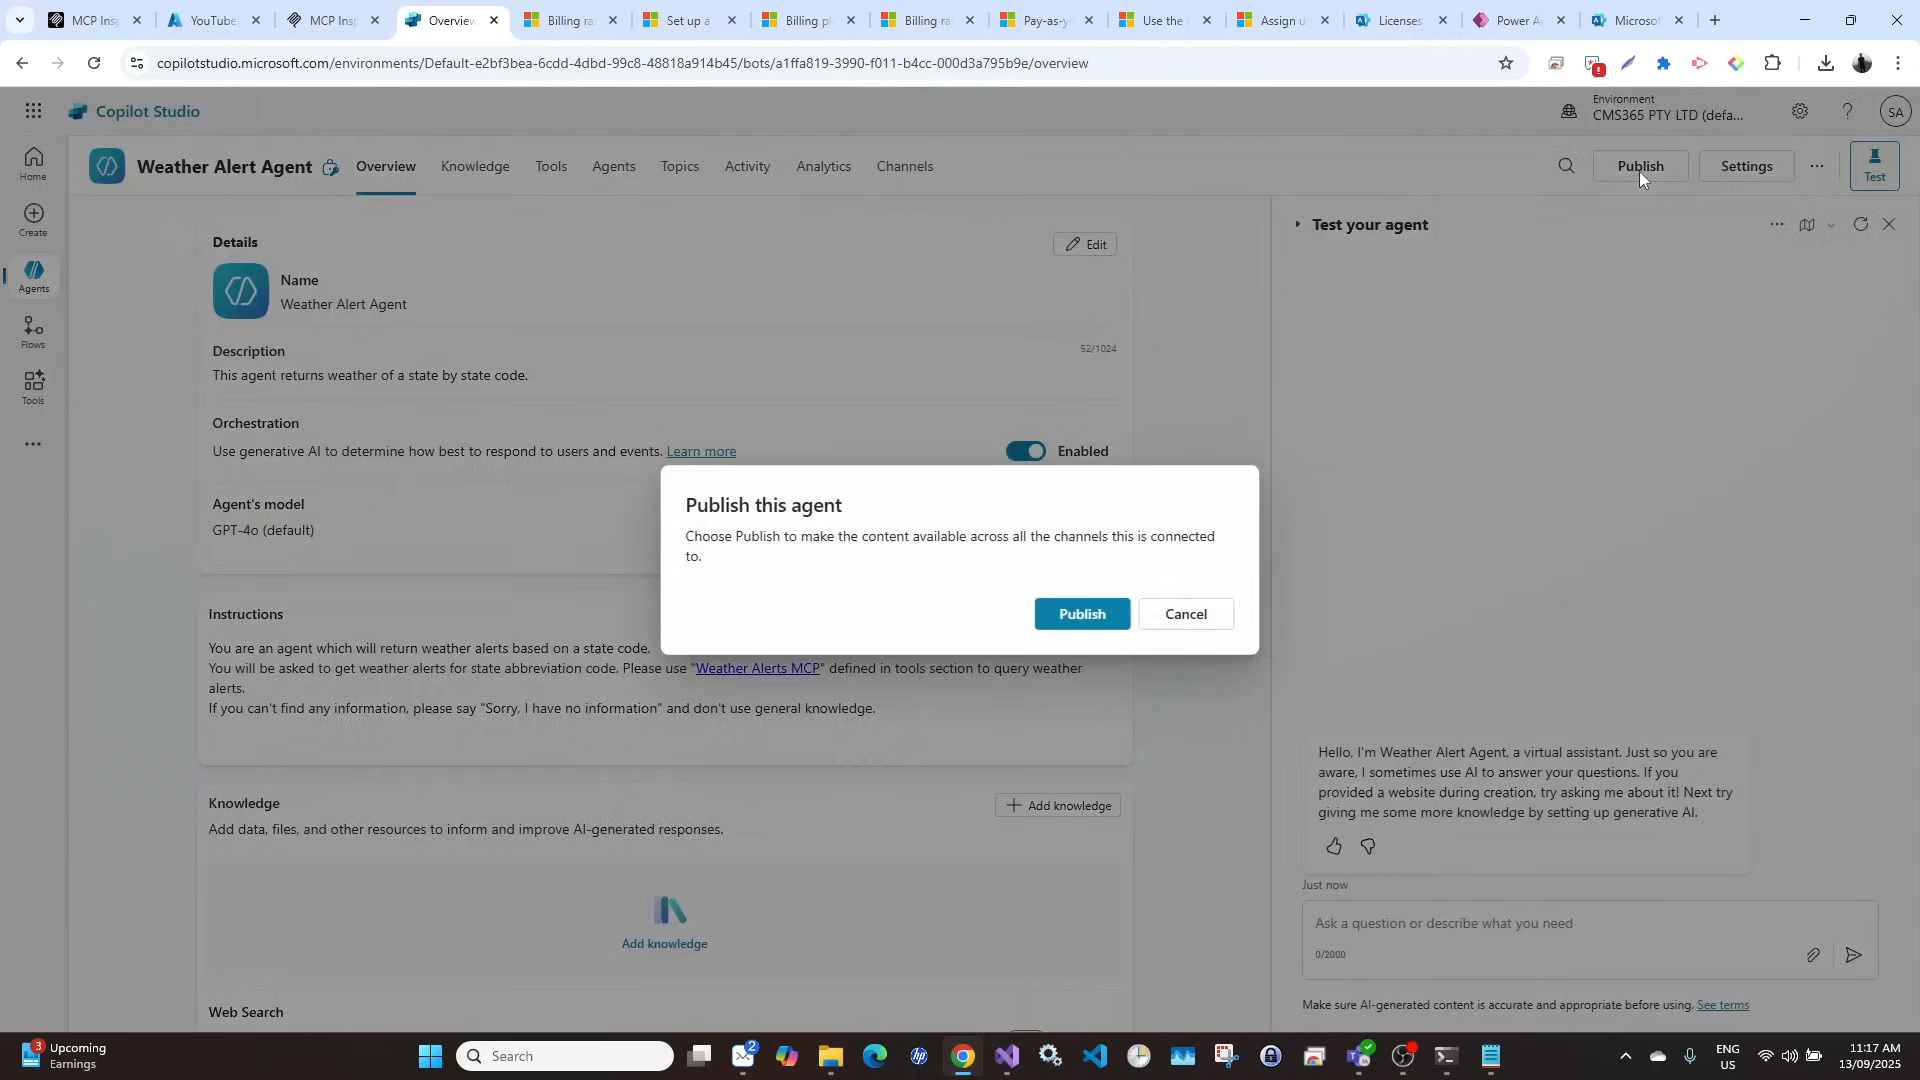 MCP Insp
YouTube
MCP Insp
Overview
Billing ra
Set up a
Billing pl
Billing ra
Pay-as-y
Use the
Assign u
Licenses
Power A
Microsof
copilotstudio.microsoft.com/environments/Default-e2bf3bea-6cdd-4dbd-99c8-48818a914b45/bots/a1ffa819-3990-f011-b4cc-000d3a795b9e/overview
Copilot Studio
Environment
CMS365 PTY LTD (defa...
SA
Home
Create
Agents
Flows
Tools
Weather Alert Agent
Overview
Knowledge
Tools
Agents
Topics
Activity
Analytics
Channels
Publish
Settings
Test
Details
Edit
Name
Weather Alert Agent
Description
52/1024
This agent returns weather of a state by state code.
Orchestration
Use generative AI to determine how best to respond to users and events. Learn more
Enabled
Agent's model
GPT-4o (default)
Publish this agent
Choose Publish to make the content available across all the channels this is connected
to.
Publish
Cancel
Instructions
You are an agent which will return weather alerts based on a state code.
You will be asked to get weather alerts for state abbreviation code. Please use "Weather Alerts MCP" defined in tools section to query weather
alerts.
If you can't find any information, please say "Sorry, I have no information" and don't use general knowledge.
Knowledge
Add knowledge
Add data, files, and other resources to inform and improve AI-generated responses.
Add knowledge
Web Search
Test your agent
Hello, I'm Weather Alert Agent, a virtual assistant. Just so you are
aware, I sometimes use AI to answer your questions. If you
provided a website during creation, try asking me about it! Next try
giving me some more knowledge by setting up generative AI.
Just now
Ask a question or describe what you need
0/2000
Make sure AI-generated content is accurate and appropriate before using. See terms
3
Upcoming
Earnings
Search
2
hp
ENG
US
11:17 AM
13/09/2025